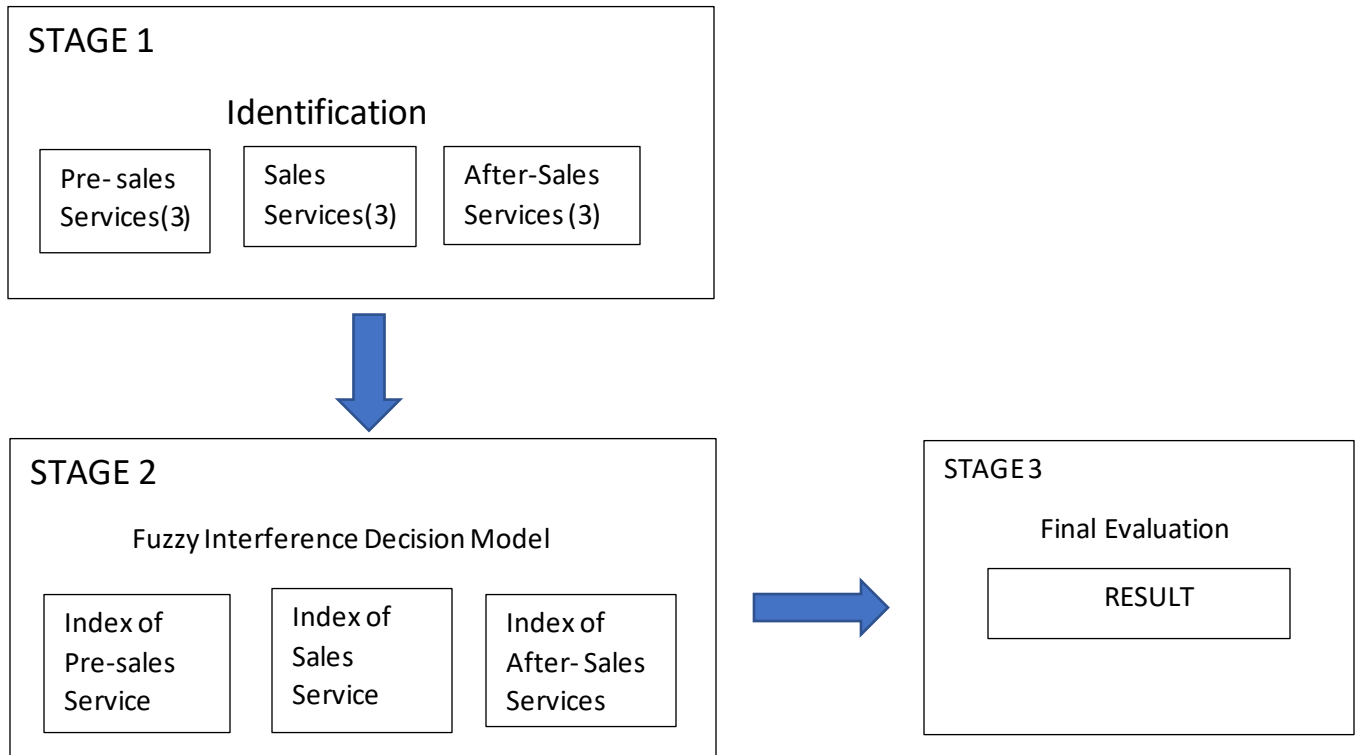 STAGE 1
Identification
Pre- sales
Services(3)
Sales
Services(3)
After-Sales
Services (3)
STAGE 2
Fuzzy Interference Decision Model
Index of
Pre-sales
Service
Index of
Sales
Service
Index of
After- Sales
Services
STAGE 3
Final Evaluation
RESULT